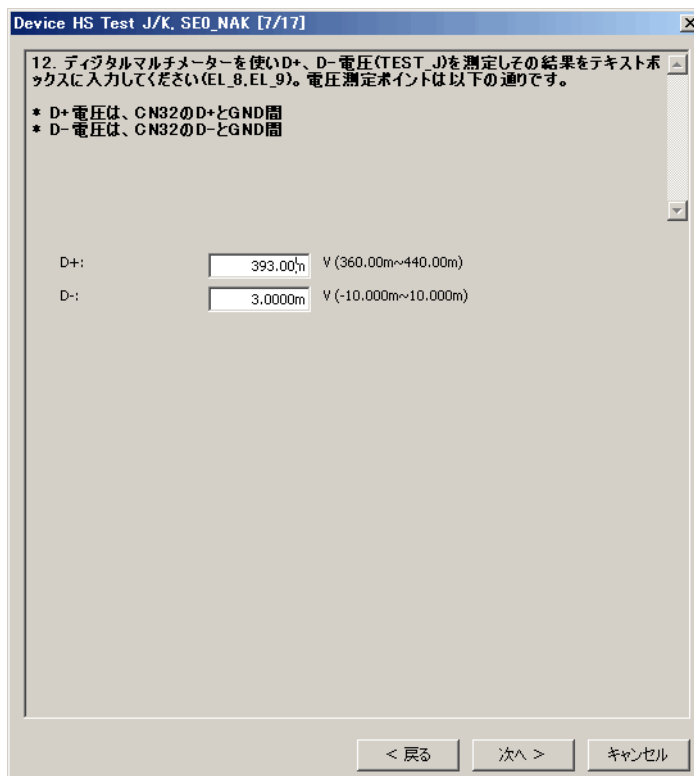 Device HS Test J/K, SE0_NAK [7/17]
12. ディジタルマルチメーターを使いD+、D-電圧(TEST_J)を測定しその結果をテキストボ
ックスに入力してください(EL_8,EL_9)。電圧測定ポイントは以下の通りです。
* D+電圧は、CN32のD+とGND間
* D-電圧は、CN32のD-とGND間
D+: 393.00m V (360.00m~440.00m)
D-: 3.0000m V (-10.000m~10.000m)
< 戻る 次へ > キャンセル